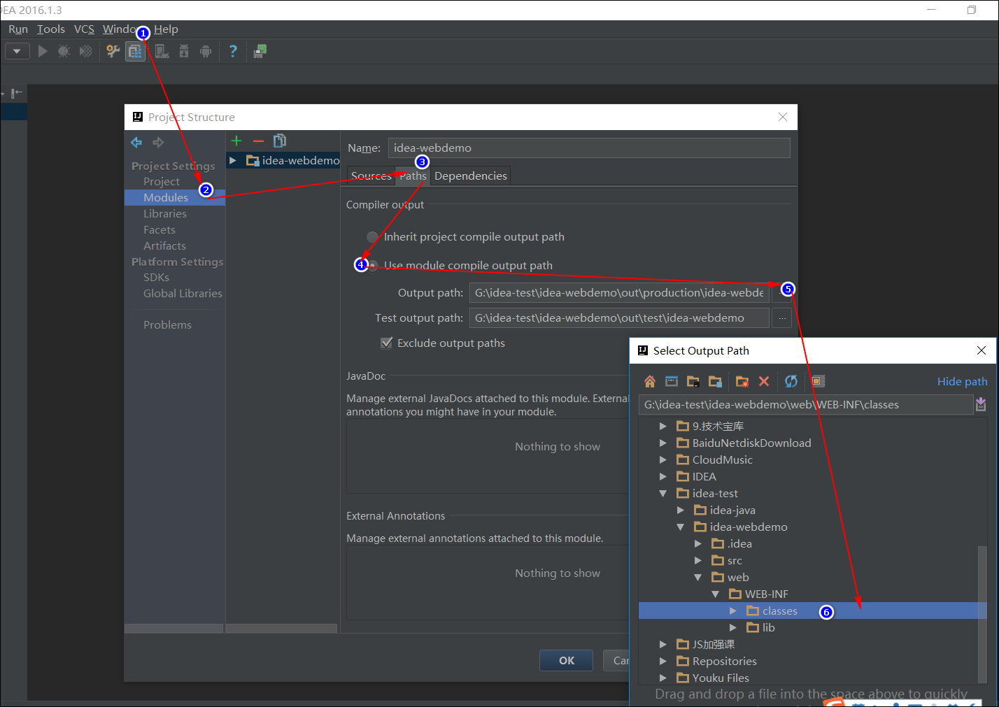 DEA 2016.1.3
Run Tools VCS Window Help
1
Project Structure
Name: idea-webdemo
idea-webdemo
3
Project Settings
Sources Paths Dependencies
Project
2
Modules
Compiler output
Libraries
Facets
Inherit project compile output path
Artifacts
Platform Settings
4 Use module compile output path
SDKs
Global Libraries
Output path: G:\idea-test\idea-webdemo\out\production\idea-webde
5
Test output path: G:\idea-test\idea-webdemo\out\test\idea-webdemo ...
Problems
Exclude output paths
JavaDoc
Manage external JavaDocs attached to this module. External
annotations you might have in your module.
Nothing to show
External Annotations
Manage external annotations attached to this module.
Nothing to show
OK Car
Select Output Path
Hide path
G:\idea-test\idea-webdemo\web\WEB-INF\classes
9.技术宝库
BaiduNetdiskDownload
CloudMusic
IDEA
idea-test
idea-java
idea-webdemo
.idea
src
web
WEB-INF
classes 6
lib
JS加强课
Repositories
Youku Files
Drag and drop a file into the space above to quickly